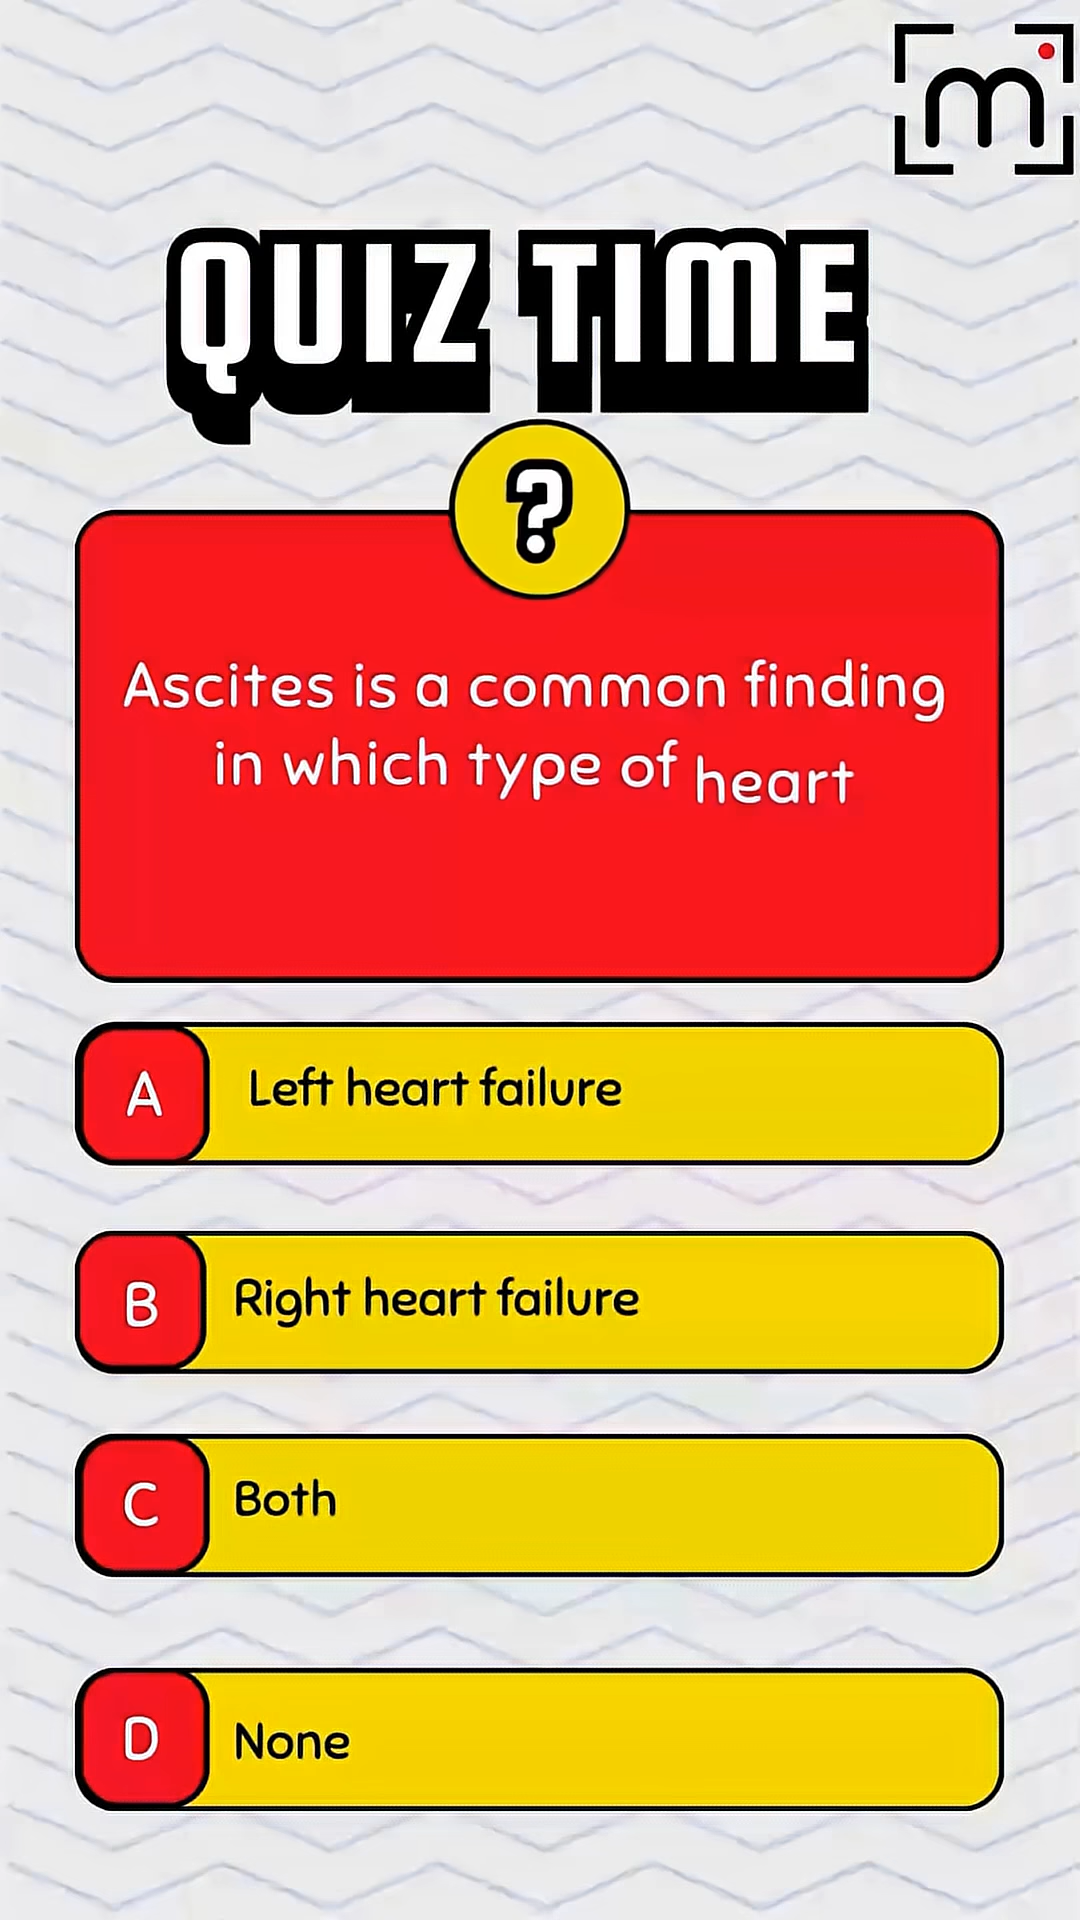 m
QUIZ TIME
?
Ascites is a common finding
in which type of heart
A
Left heart failure
B
Right heart failure
C
Both
D
None